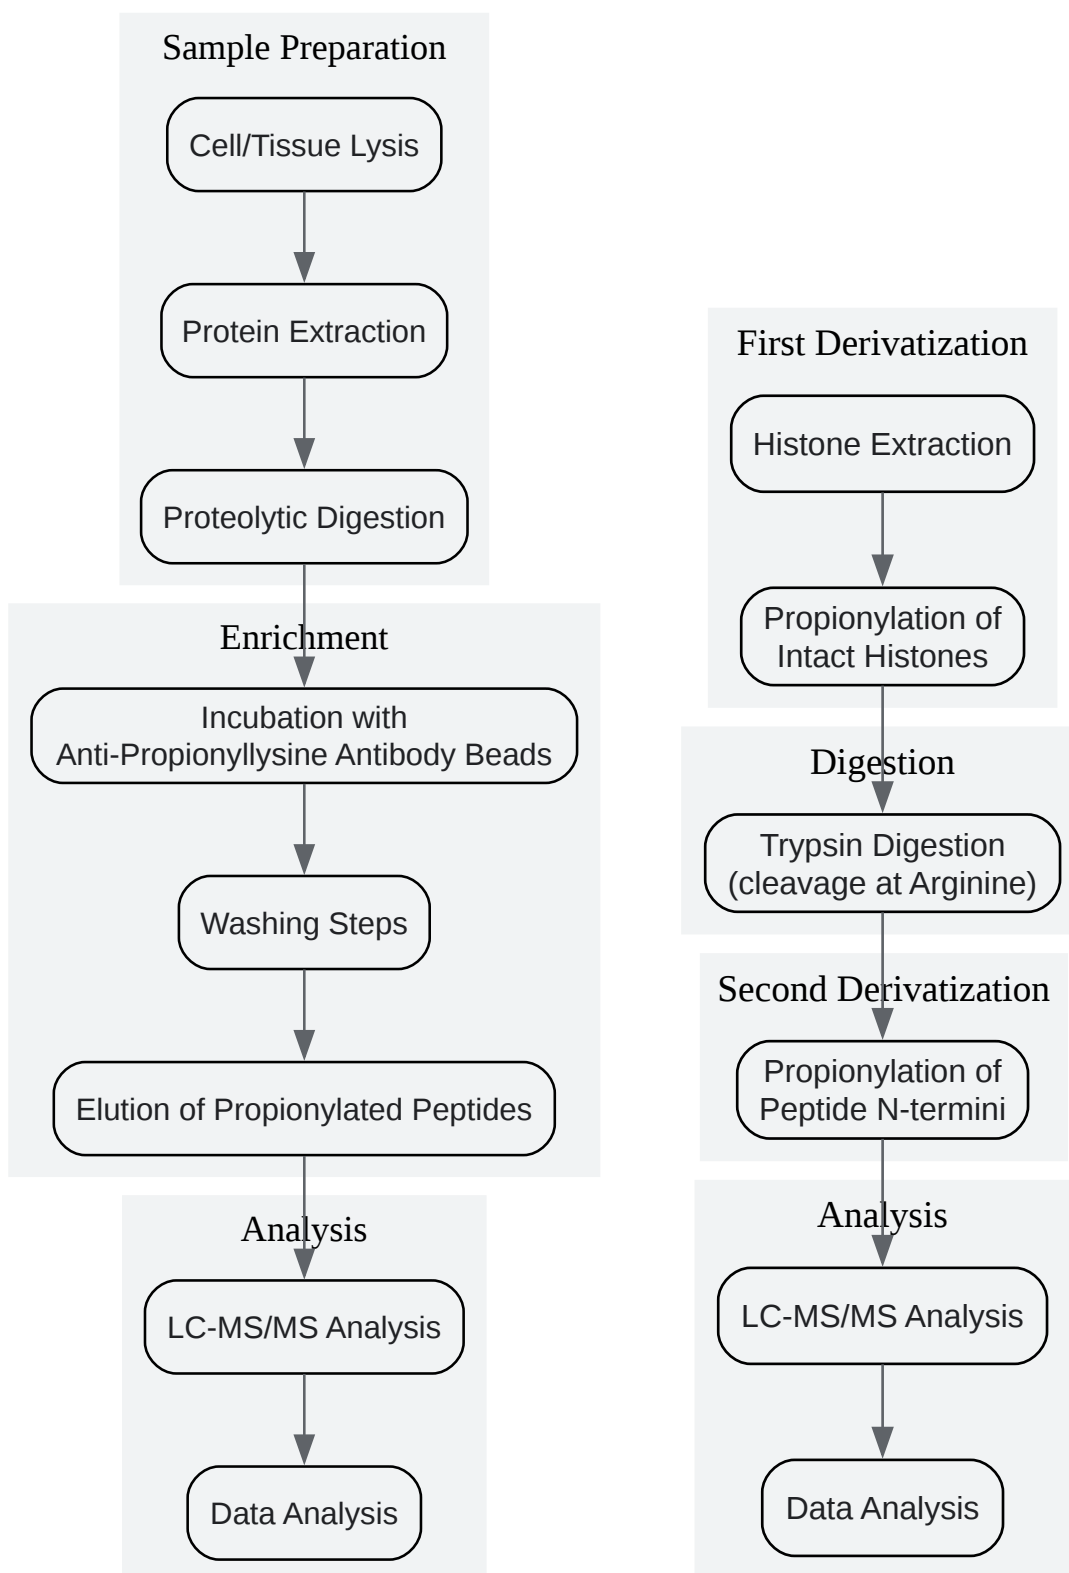 Sample Preparation
Cell/Tissue Lysis
Protein Extraction
Proteolytic Digestion
Enrichment
Incubation with
Anti-Propionyllysine Antibody Beads
Washing Steps
Elution of Propionylated Peptides
Analysis
LC-MS/MS Analysis
Data Analysis
First Derivatization
Histone Extraction
Propionylation of
Intact Histones
Digestion
Trypsin Digestion
(cleavage at Arginine)
Second Derivatization
Propionylation of
Peptide N-termini
Analysis
LC-MS/MS Analysis
Data Analysis